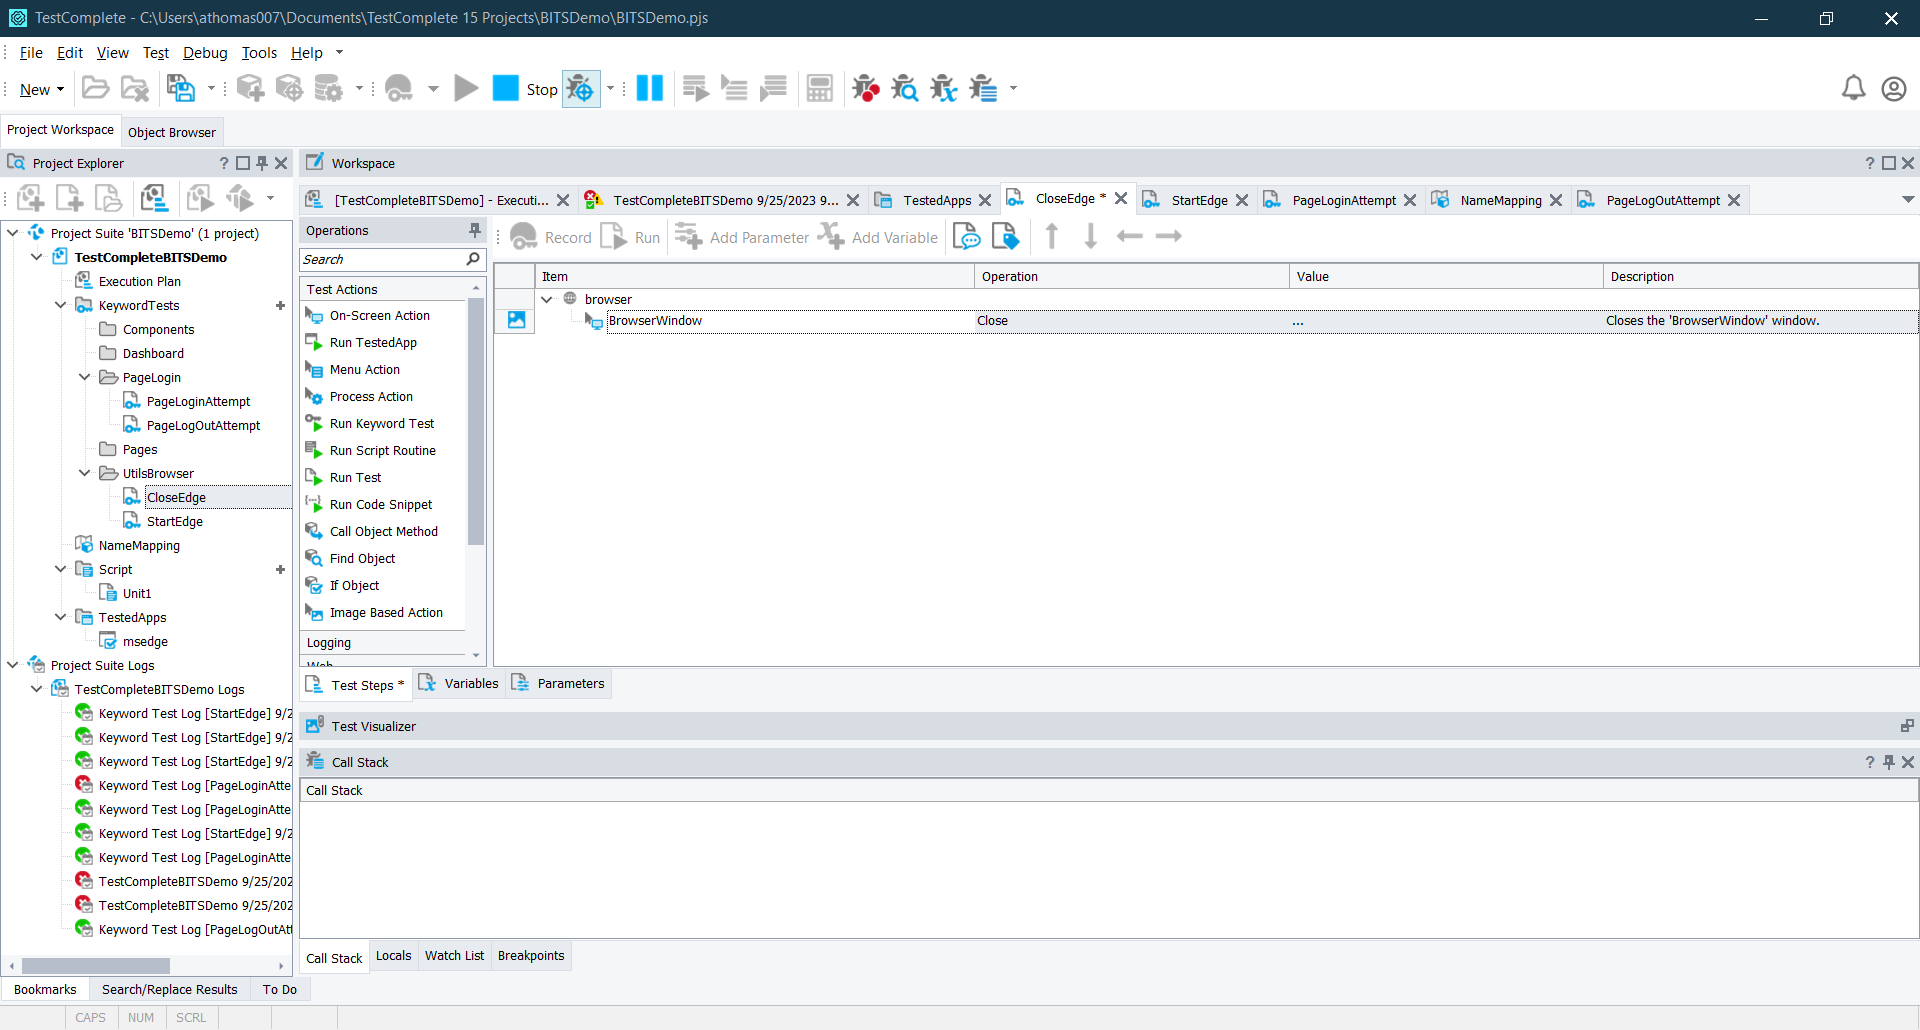 TestComplete - C:\Users\athomas007\Documents\TestComplete 15 Projects\BITSDemo\BITSDemo.pjs
File Edit View Test Debug Tools Help
New Stop
Project Workspace Object Browser
Project Explorer
Project Suite 'BITSDemo' (1 project)
TestCompleteBITSDemo
Execution Plan
KeywordTests
Components
Dashboard
PageLogin
PageLoginAttempt
PageLogOutAttempt
Pages
UtilsBrowser
CloseEdge
StartEdge
NameMapping
Script
Unit1
TestedApps
msedge
Project Suite Logs
TestCompleteBITSDemo Logs
Keyword Test Log [StartEdge] 9/2
Keyword Test Log [StartEdge] 9/2
Keyword Test Log [StartEdge] 9/2
Keyword Test Log [PageLoginAtte
Keyword Test Log [PageLoginAtte
Keyword Test Log [StartEdge] 9/2
Keyword Test Log [PageLoginAtte
TestCompleteBITSDemo 9/25/202
TestCompleteBITSDemo 9/25/202
Keyword Test Log [PageLogOutAtt
Bookmarks Search/Replace Results To Do
Workspace
[TestCompleteBITSDemo] - Executi... TestCompleteBITSDemo 9/25/2023 9... TestedApps CloseEdge * StartEdge PageLoginAttempt NameMapping PageLogOutAttempt
Operations
Search
Test Actions
On-Screen Action
Run TestedApp
Menu Action
Process Action
Run Keyword Test
Run Script Routine
Run Test
Run Code Snippet
Call Object Method
Find Object
If Object
Image Based Action
Logging
Web
Record Run Add Parameter Add Variable
Item Operation Value Description
browser
BrowserWindow Close ... Closes the 'BrowserWindow' window.
Test Steps * Variables Parameters
Test Visualizer
Call Stack
Call Stack
Call Stack Locals Watch List Breakpoints
CAPS NUM SCRL